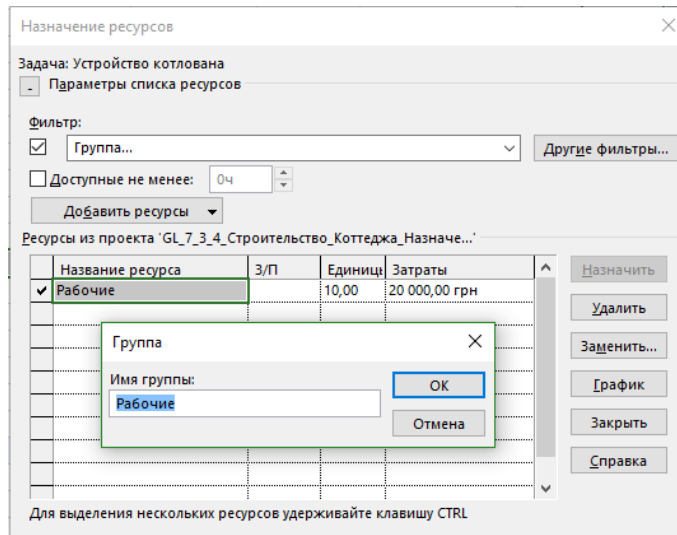 Назначение ресурсов
Задача: Устройство котлована
- Параметры списка ресурсов
Фильтр:
Группа... Другие фильтры...
Доступные не менее: 0ч
Добавить ресурсы
Ресурсы из проекта 'GL_7_3_4_Строительство_Коттеджа_Назначе...'
Название ресурса З/П Единицы Затраты Назначить
Рабочие 10,00 20 000,00 грн
Удалить
Группа Заменить...
Имя группы: OK График
Рабочие
Отмена Закрыть
Справка
Для выделения нескольких ресурсов удерживайте клавишу CTRL